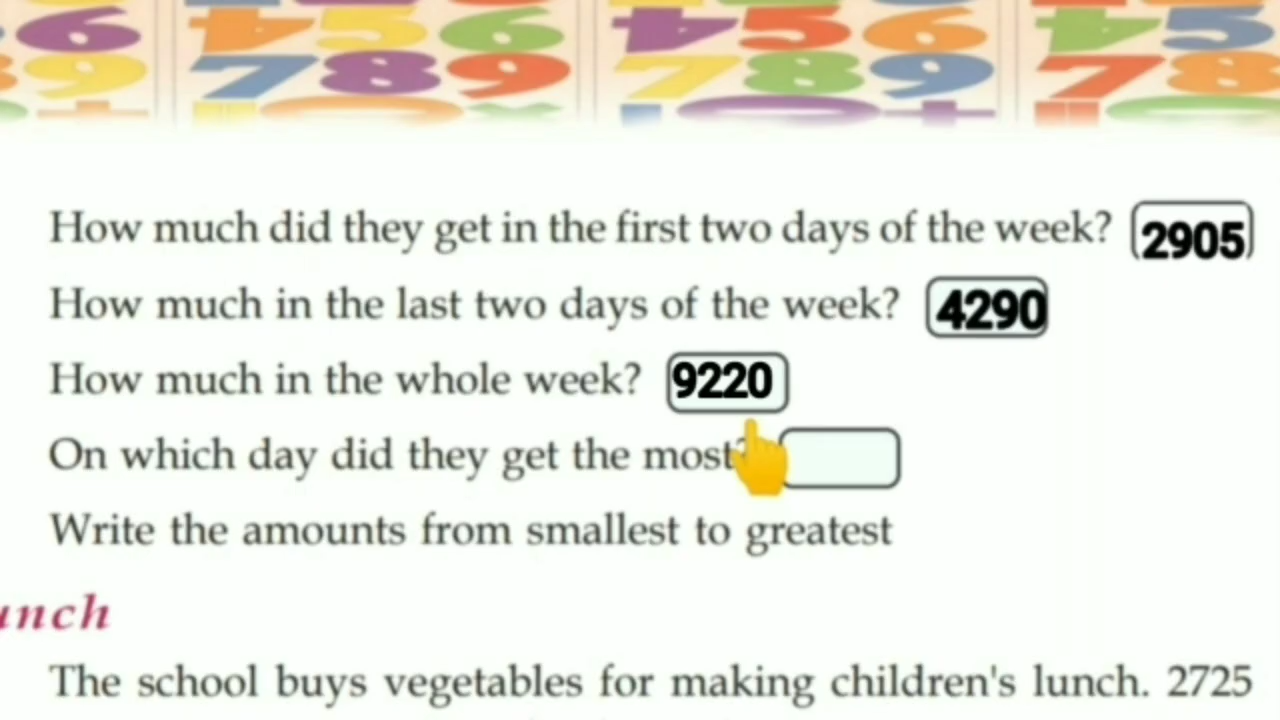 How much did they get in the first two days of the week? 2905
How much in the last two days of the week? 4290
How much in the whole week? 9220
On which day did they get the most?
Write the amounts from smallest to greatest
unch
The school buys vegetables for making children's lunch. 2725